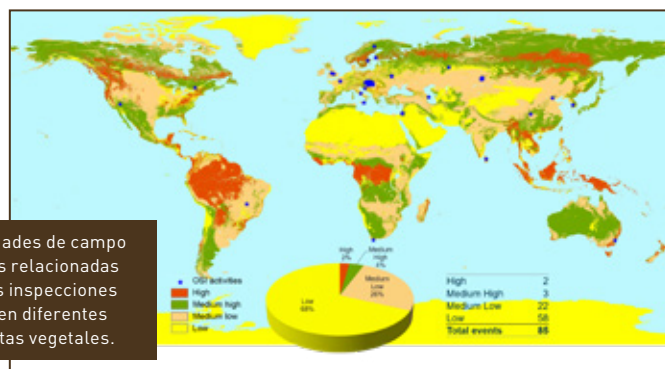 dades de campo
s relacionadas
s inspecciones
en diferentes
tas vegetales.
OSI activities
High
Medium high
Medium low
Low
High
2%
Medium
High
4%
Medium
Low
26%
Low
68%
High 2
Medium High 3
Medium Low 22
Low 58
Total events 85